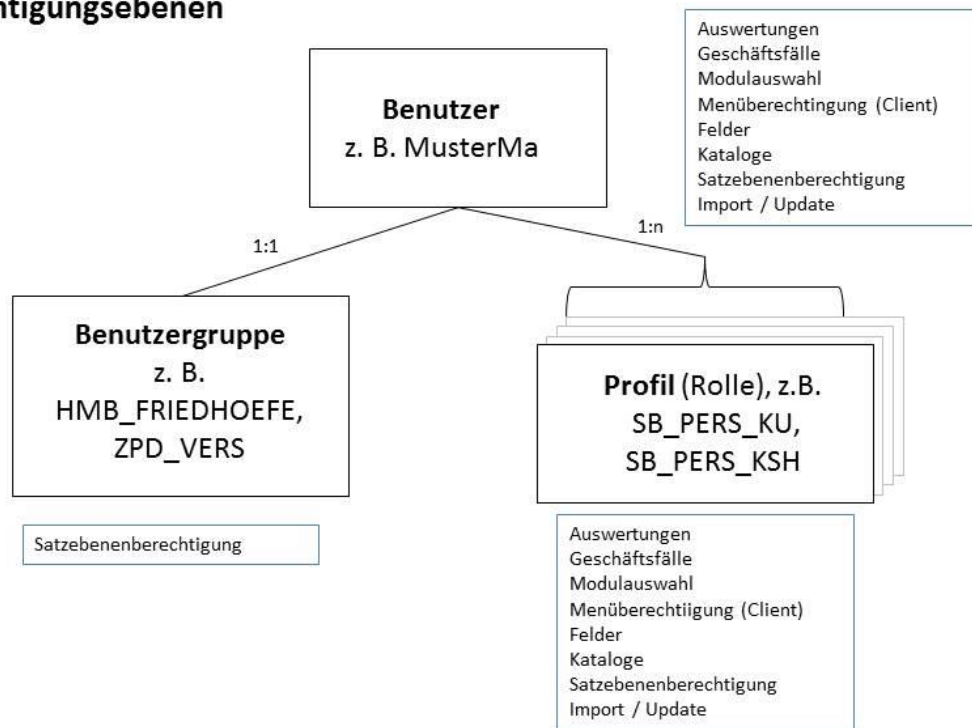 htigungsebenen
Auswertungen
Geschäftsfälle
Modulauswahl
Menüberechtingung (Client)
Felder
Kataloge
Satzebenenberechtigung
Import / Update
Benutzer
z. B. MusterMa
1:1
1:n
Benutzergruppe
z. B.
HMB_FRIEDHOEFE,
ZPD_VERS
Profil (Rolle), z.B.
SB_PERS_KU,
SB_PERS_KSH
Satzebenenberechtigung
Auswertungen
Geschäftsfälle
Modulauswahl
Menüberechtiigung (Client)
Felder
Kataloge
Satzebenenberechtigung
Import / Update